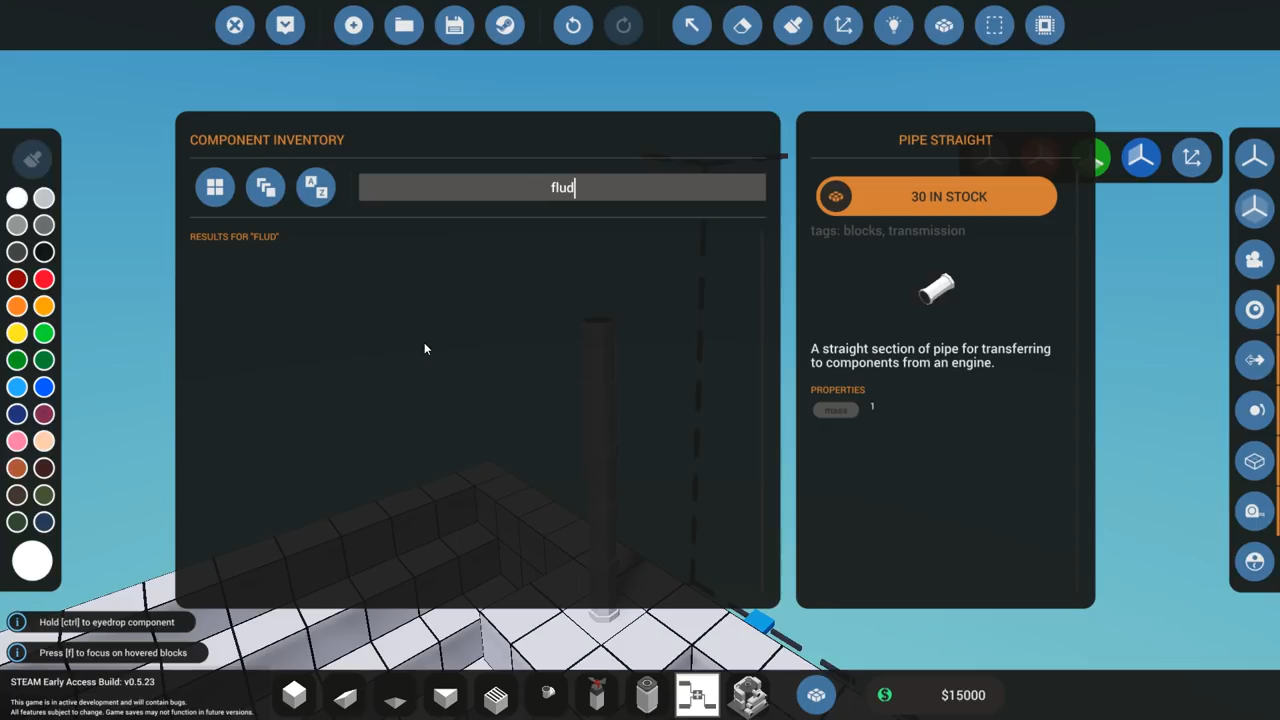 COMPONENT INVENTORY
A
Z
flud
RESULTS FOR "FLUD"
PIPE STRAIGHT
30 IN STOCK
tags: blocks, transmission
A straight section of pipe for transferring
to components from an engine.
PROPERTIES
mass 1
Hold [ctrl] to eyedrop component
Press [f] to focus on hovered blocks
STEAM Early Access Build: v0.5.23
This game is in active development and will contain bugs.
All features subject to change. Game saves may not function in future versions.
$ $15000